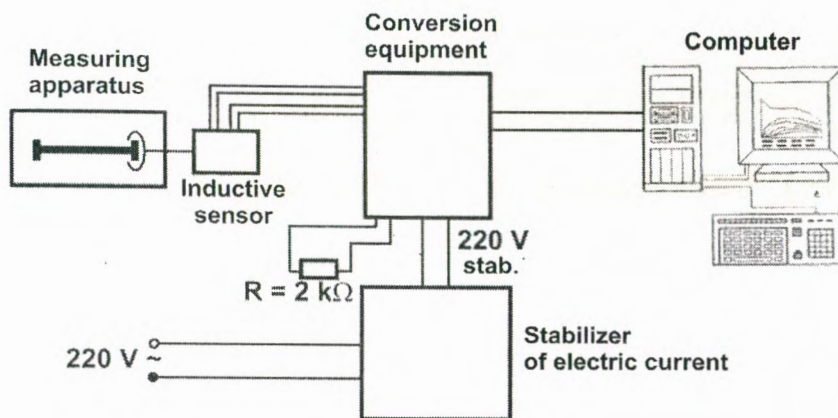 Conversion
equipment
Computer
Measuring
apparatus
Inductive
sensor
220 V
stab.
R = 2 kΩ
Stabilizer
of electric current
220 V ~